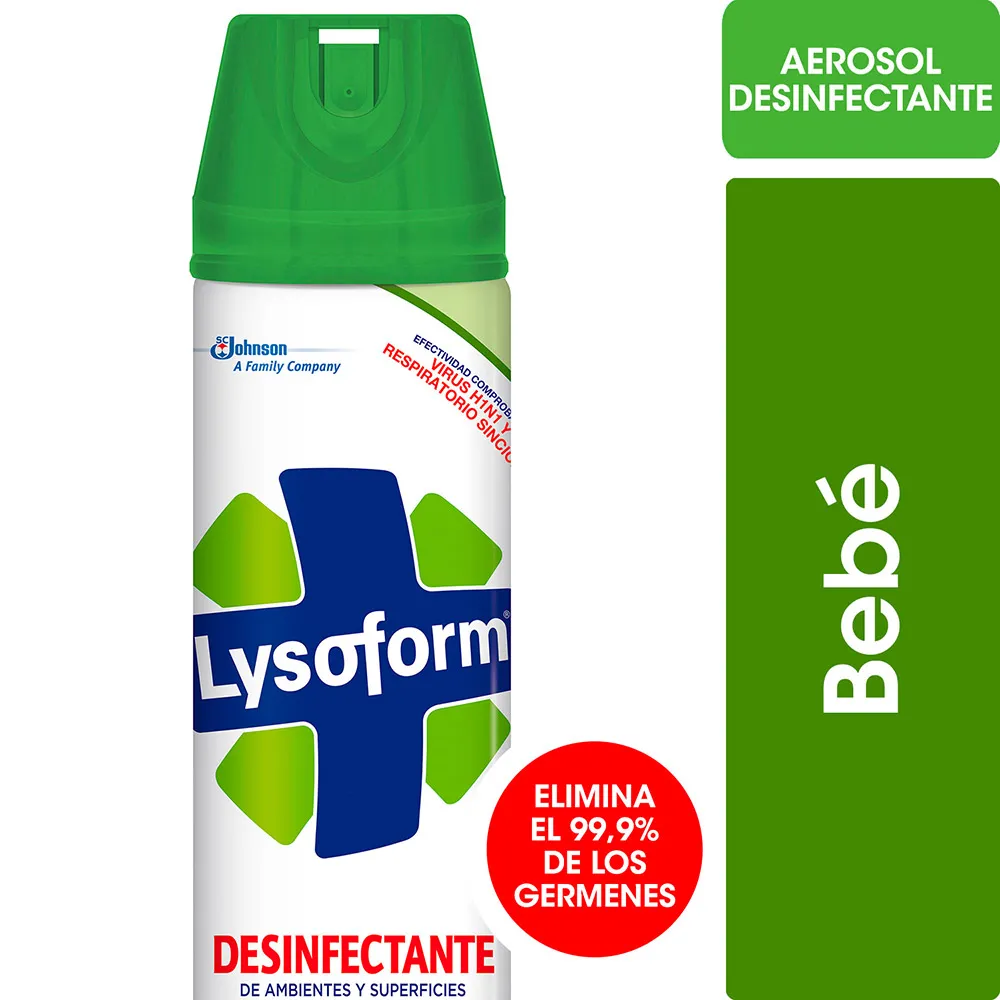 AEROSOL
DESINFECTANTE
SC Johnson
A Family Company
EFECTIVIDAD
VIRUS H1N1 Y
RESPIRATORIO
Lysoform®
Bebé
ELIMINA
EL 99,9%
DE LOS
GERMENES
DESINFECTANTE
DE AMBIENTES Y SUPERFICIES